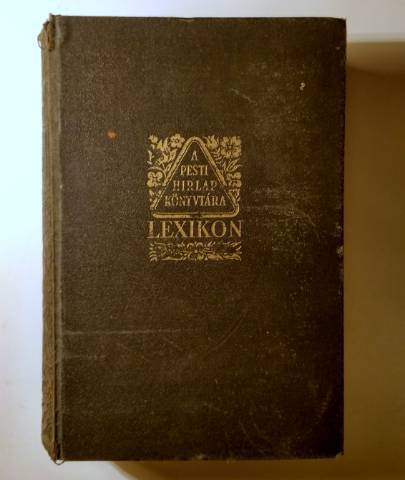 A
PESTI
HIRLAP
KÖNYVTÁRA
LEXIKON